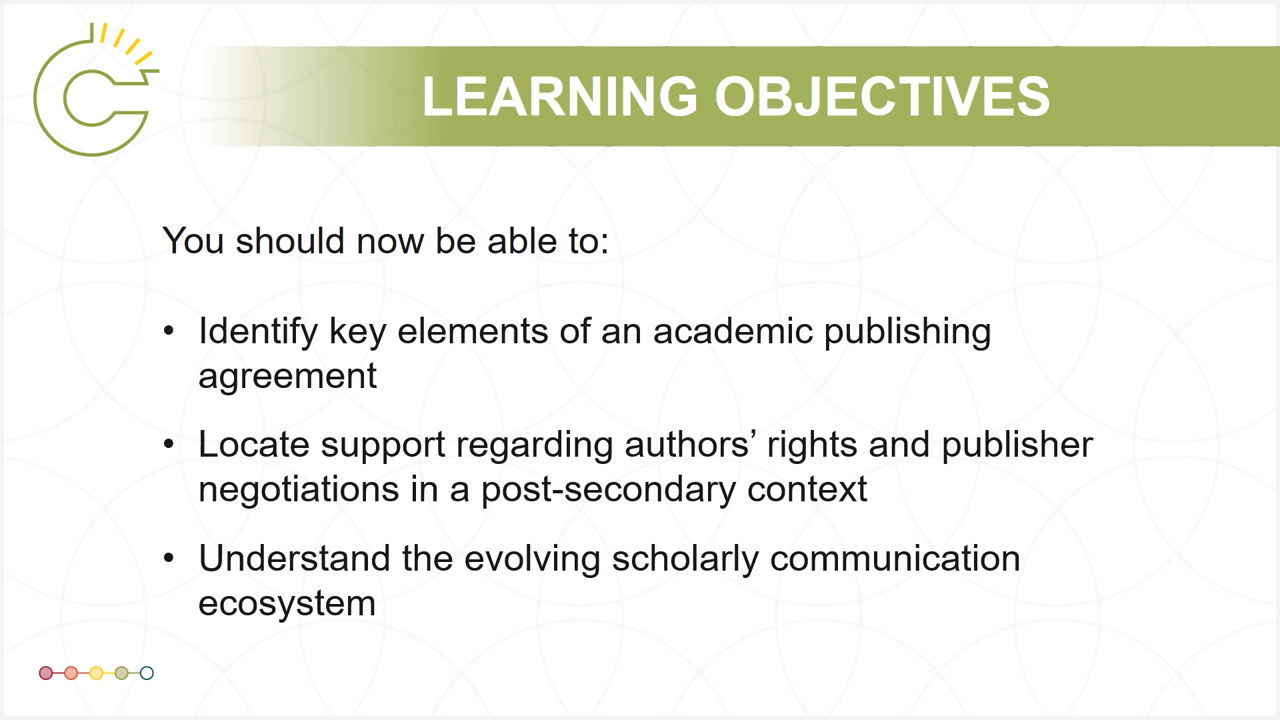 LEARNING OBJECTIVES
You should now be able to:
• Identify key elements of an academic publishing
agreement
• Locate support regarding authors’ rights and publisher
negotiations in a post-secondary context
• Understand the evolving scholarly communication
ecosystem